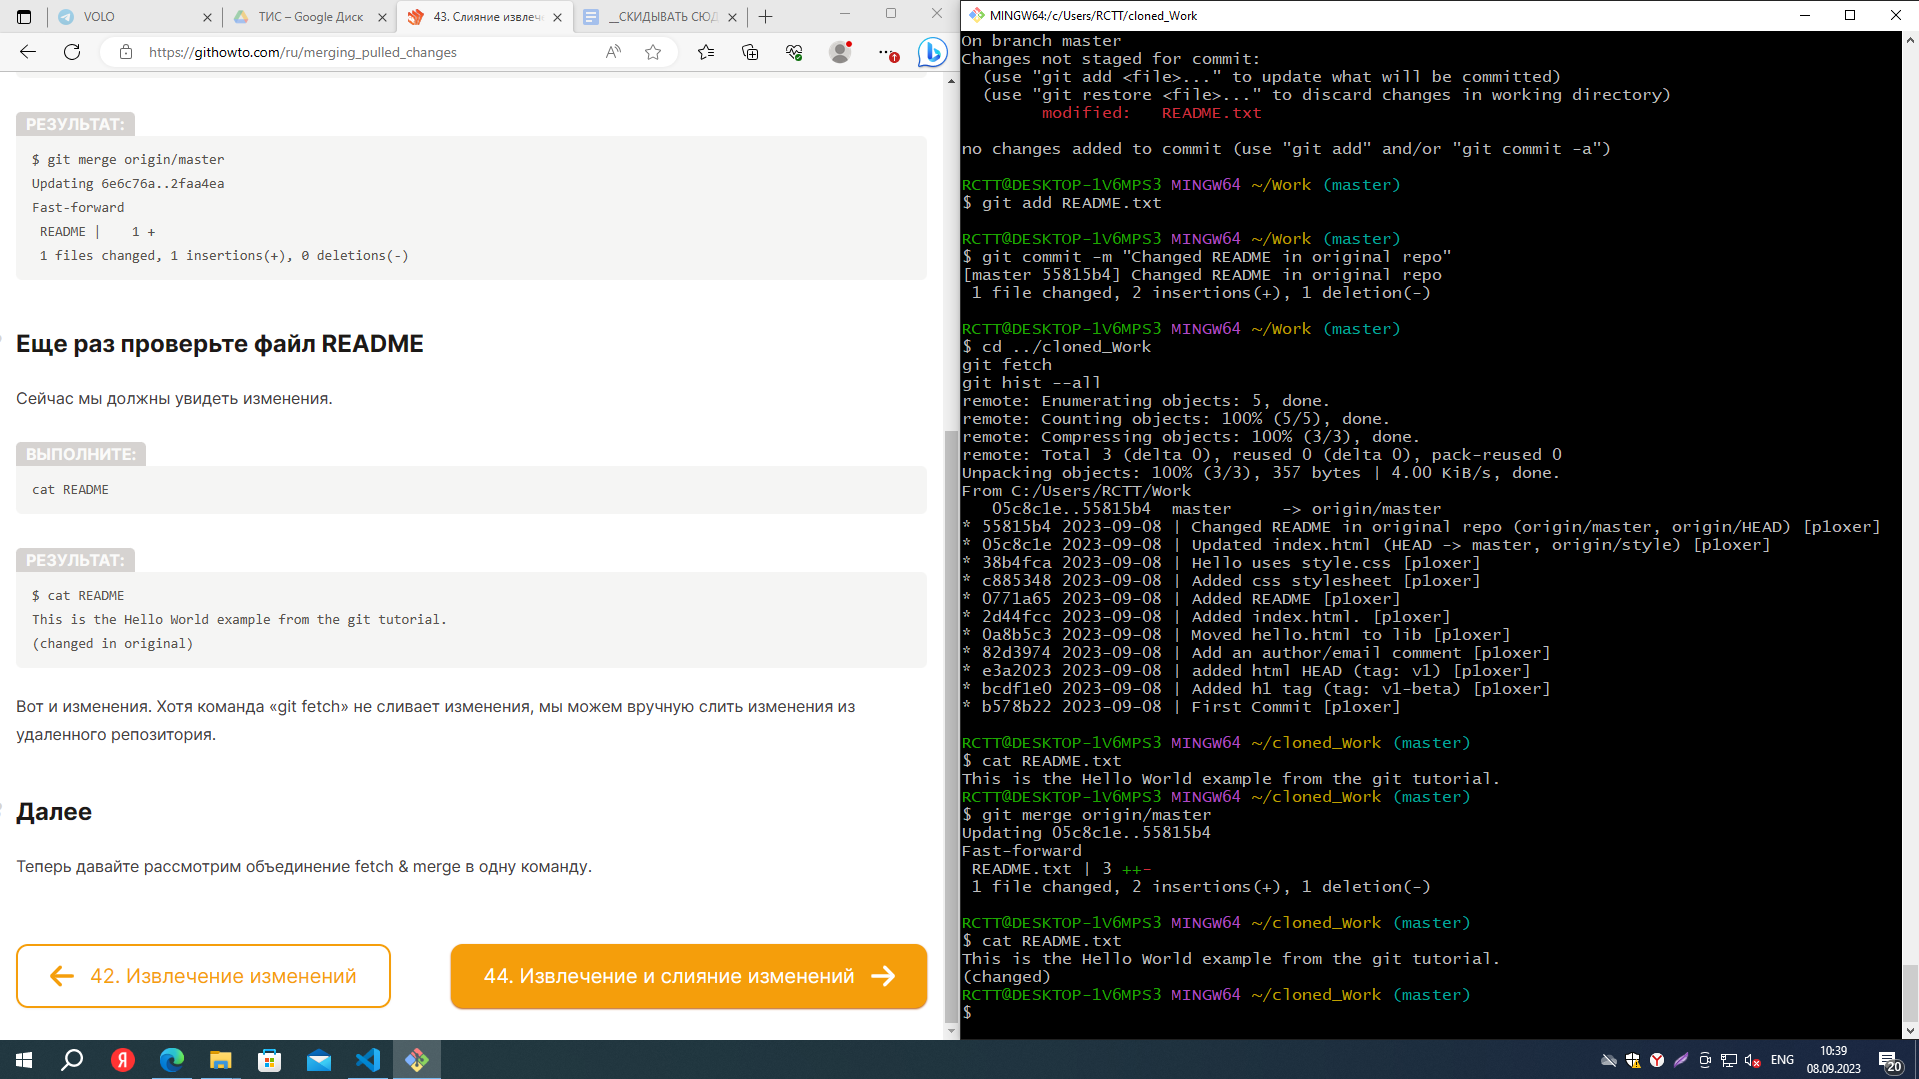 VOLO
ТИС – Google Диск
43. Слияние извлече
__СКИДЫВАТЬ СЮД
https://githowto.com/ru/merging_pulled_changes
РЕЗУЛЬТАТ:
$ git merge origin/master
Updating 6e6c76a..2faa4ea
Fast-forward
README |    1 +
1 files changed, 1 insertions(+), 0 deletions(-)
Еще раз проверьте файл README
Сейчас мы должны увидеть изменения.
ВЫПОЛНИТЕ:
cat README
РЕЗУЛЬТАТ:
$ cat README
This is the Hello World example from the git tutorial.
(changed in original)
Вот и изменения. Хотя команда «git fetch» не сливает изменения, мы можем вручную слить изменения из
удаленного репозитория.
Далее
Теперь давайте рассмотрим объединение fetch & merge в одну команду.
42. Извлечение изменений
44. Извлечение и слияние изменений
MINGW64:/c/Users/RCTT/cloned_Work
On branch master
Changes not staged for commit:
(use "git add <file>..." to update what will be committed)
(use "git restore <file>..." to discard changes in working directory)
modified:   README.txt
no changes added to commit (use "git add" and/or "git commit -a")
RCTT@DESKTOP-1V6MPS3 MINGW64 ~/Work (master)
$ git add README.txt
RCTT@DESKTOP-1V6MPS3 MINGW64 ~/Work (master)
$ git commit -m "Changed README in original repo"
[master 55815b4] Changed README in original repo
1 file changed, 2 insertions(+), 1 deletion(-)
RCTT@DESKTOP-1V6MPS3 MINGW64 ~/Work (master)
$ cd ../cloned_Work
git fetch
git hist --all
remote: Enumerating objects: 5, done.
remote: Counting objects: 100% (5/5), done.
remote: Compressing objects: 100% (3/3), done.
remote: Total 3 (delta 0), reused 0 (delta 0), pack-reused 0
Unpacking objects: 100% (3/3), 357 bytes | 4.00 KiB/s, done.
From C:/Users/RCTT/Work
05c8c1e..55815b4  master     -> origin/master
* 55815b4 2023-09-08 | Changed README in original repo (origin/master, origin/HEAD) [p1oxer]
* 05c8c1e 2023-09-08 | Updated index.html (HEAD -> master, origin/style) [p1oxer]
* 38b4fca 2023-09-08 | Hello uses style.css [p1oxer]
* c885348 2023-09-08 | Added css stylesheet [p1oxer]
* 0771a65 2023-09-08 | Added README [p1oxer]
* 2d44fcc 2023-09-08 | Added index.html. [p1oxer]
* 0a8b5c3 2023-09-08 | Moved hello.html to lib [p1oxer]
* 82d3974 2023-09-08 | Add an author/email comment [p1oxer]
* e3a2023 2023-09-08 | added html HEAD (tag: v1) [p1oxer]
* bcdf1e0 2023-09-08 | Added h1 tag (tag: v1-beta) [p1oxer]
* b578b22 2023-09-08 | First Commit [p1oxer]
RCTT@DESKTOP-1V6MPS3 MINGW64 ~/cloned_Work (master)
$ cat README.txt
This is the Hello World example from the git tutorial.
RCTT@DESKTOP-1V6MPS3 MINGW64 ~/cloned_Work (master)
$ git merge origin/master
Updating 05c8c1e..55815b4
Fast-forward
README.txt | 3 ++-
1 file changed, 2 insertions(+), 1 deletion(-)
RCTT@DESKTOP-1V6MPS3 MINGW64 ~/cloned_Work (master)
$ cat README.txt
This is the Hello World example from the git tutorial.
(changed)
RCTT@DESKTOP-1V6MPS3 MINGW64 ~/cloned_Work (master)
$
ENG
10:39
08.09.2023
20